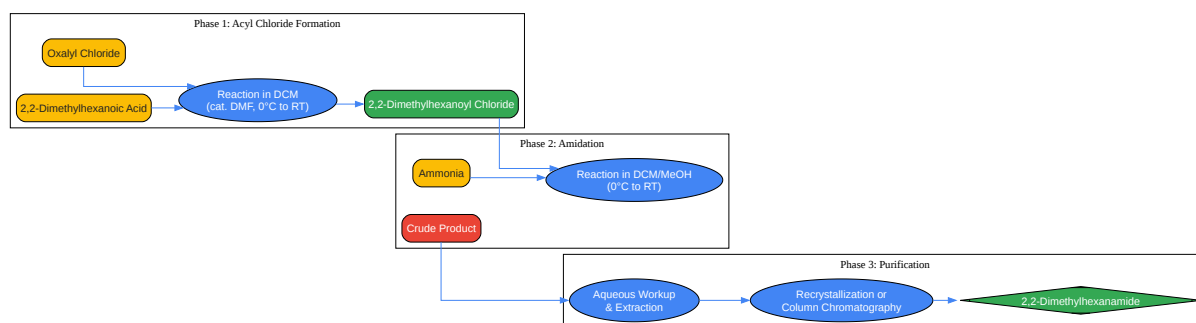 Phase 1: Acyl Chloride Formation
Oxalyl Chloride
2,2-Dimethylhexanoic Acid
Reaction in DCM
(cat. DMF, 0°C to RT)
2,2-Dimethylhexanoyl Chloride
Phase 2: Amidation
Ammonia
Reaction in DCM/MeOH
(0°C to RT)
Crude Product
Phase 3: Purification
Aqueous Workup
& Extraction
Recrystallization or
Column Chromatography
2,2-Dimethylhexanamide